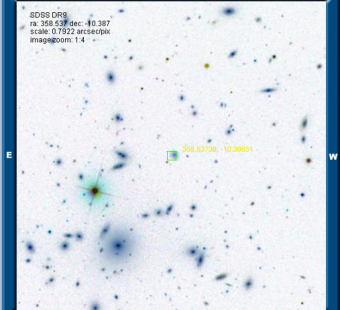 SDSS DR9
ra: 358.537 dec: -10.387
scale: 0.7922 arcsec/pix
image zoom: 1:4
E
W